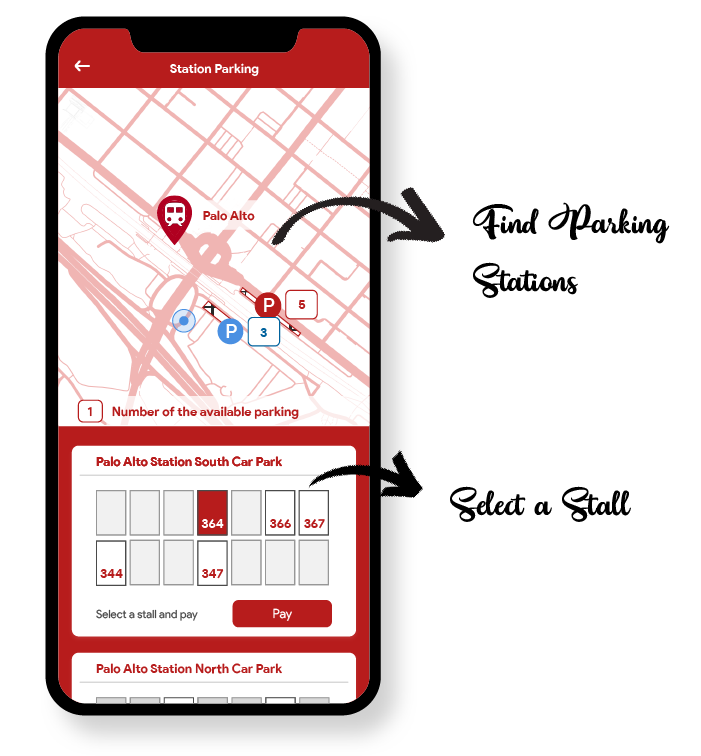 Station Parking
Palo Alto
Find Parking
Stations
P 5
P 3
1 Number of the available parking
Palo Alto Station South Car Park
364 366 367
344 347
Select a Stall
Select a stall and pay Pay
Palo Alto Station North Car Park